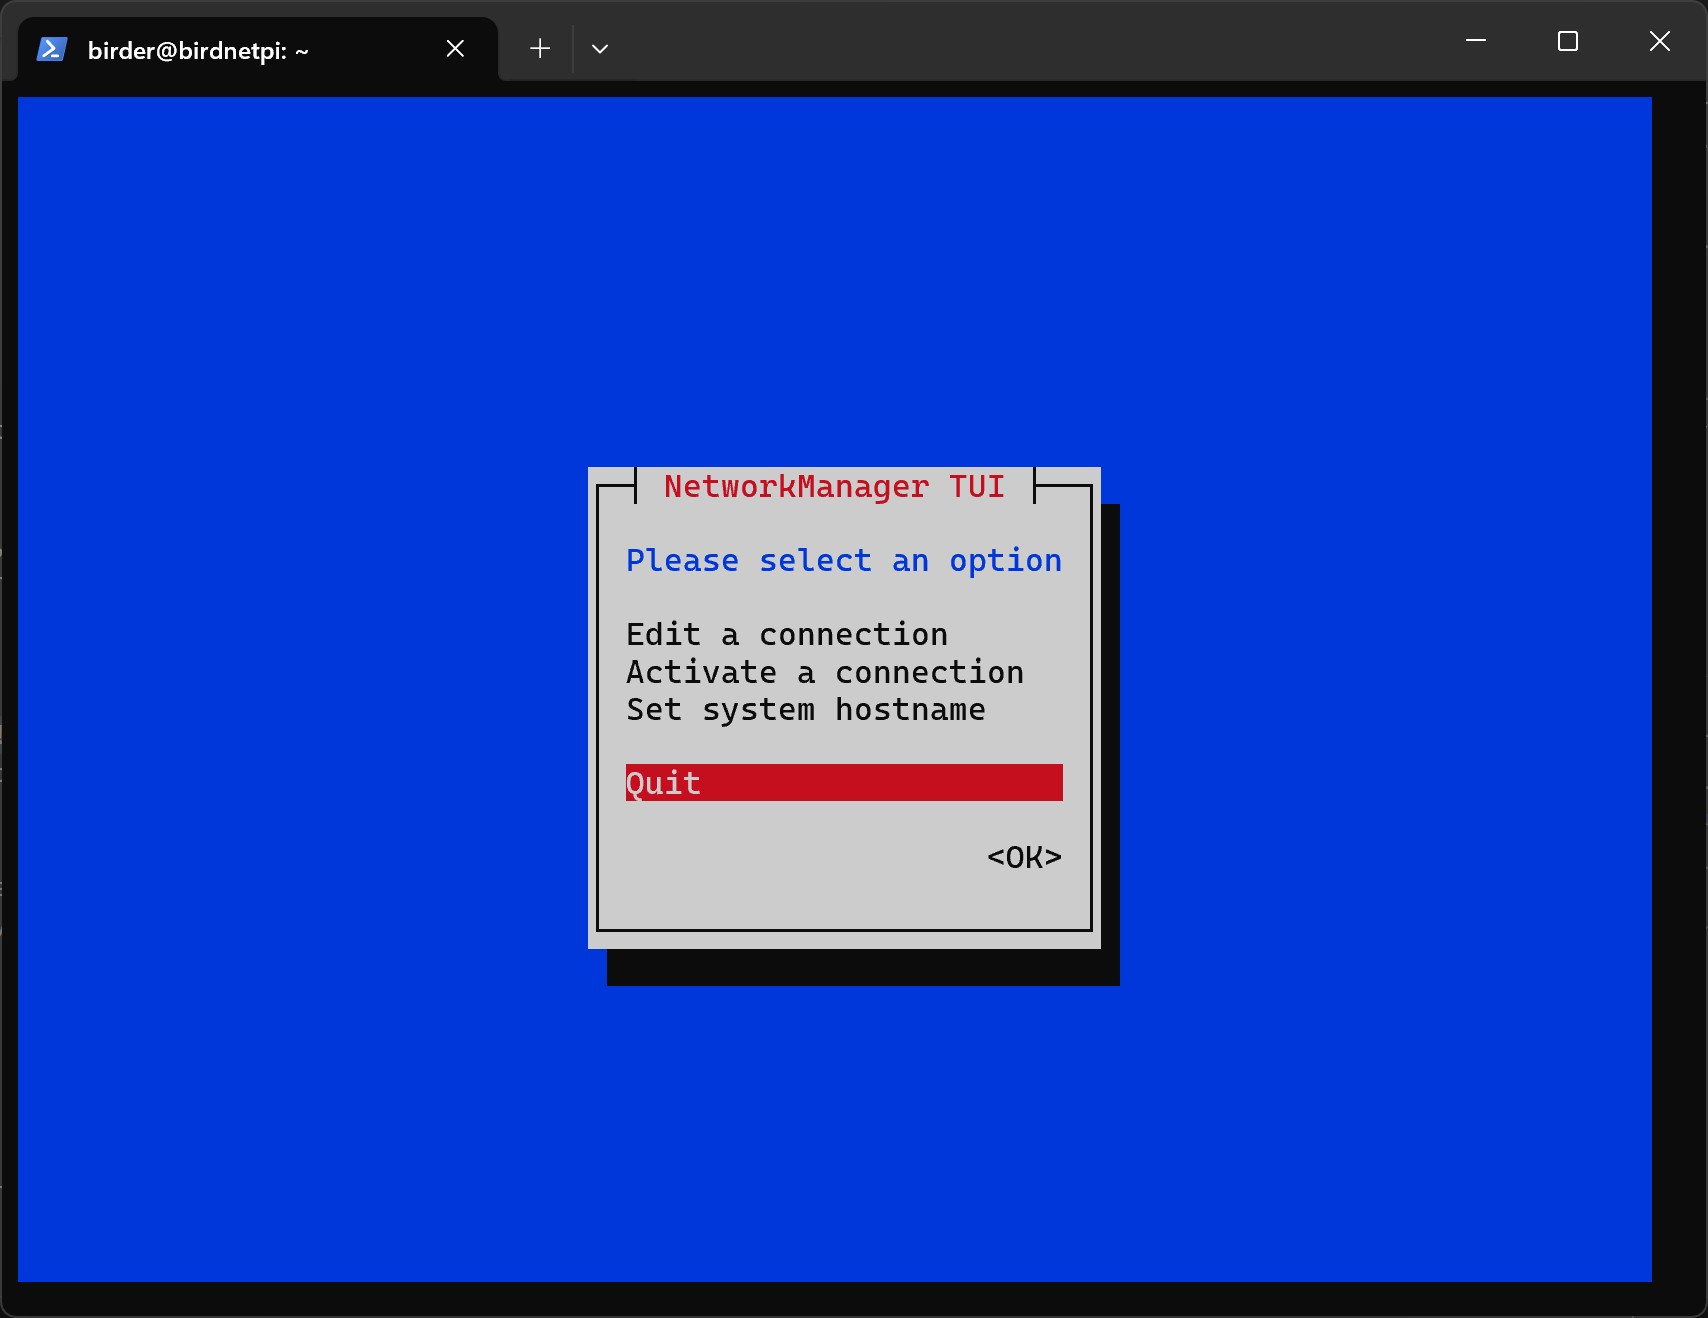 birder@birdnetpi: ~
NetworkManager TUI
Please select an option
Edit a connection
Activate a connection
Set system hostname
Quit
<OK>